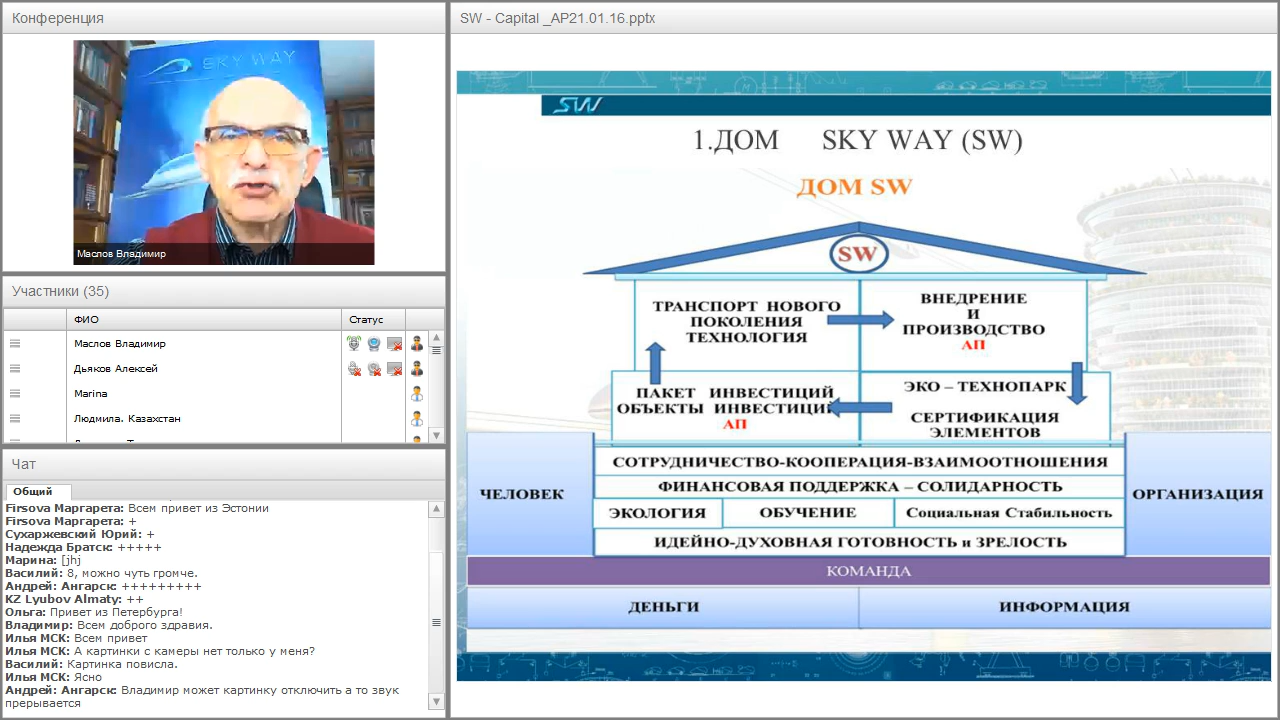 Конференция
SKY WAY
Маслов Владимир
Участники (35)
ФИО
Статус
Маслов Владимир
Дьяков Алексей
Marina
Людмила. Казахстан
Чат
Общий
Firsova Маргарета: Всем привет из Эстонии
Firsova Маргарета: +
Сухаржевский Юрий: +
Надежда Братск: +++++
Марина: [jhj
Василий: 8, можно чуть громче.
Андрей: Ангарск: +++++++++
KZ Lyubov Almaty: ++
Ольга: Привет из Петербурга!
Владимир: Всем доброго здравия.
Илья МСК: Всем привет
Илья МСК: А картинки с камеры нет только у меня?
Василий: Картинка повисла.
Илья МСК: Ясно
Андрей: Ангарск: Владимир может картинку отключить а то звук
прерывается
SW - Capital _AP21.01.16.pptx
SW
1.ДОМ SKY WAY (SW)
ДОМ SW
SW
ТРАНСПОРТ НОВОГО
ПОКОЛЕНИЯ
ТЕХНОЛОГИЯ
ВНЕДРЕНИЕ
И
ПРОИЗВОДСТВО
АП
ПАКЕТ ИНВЕСТИЦИЙ
ОБЪЕКТЫ ИНВЕСТИЦИЙ
АП
ЭКО – ТЕХНОПАРК
СЕРТИФИКАЦИЯ
ЭЛЕМЕНТОВ
ЧЕЛОВЕК
СОТРУДНИЧЕСТВО-КООПЕРАЦИЯ-ВЗАИМООТНОШЕНИЯ
ФИНАНСОВАЯ ПОДДЕРЖКА – СОЛИДАРНОСТЬ
ЭКОЛОГИЯ
ОБУЧЕНИЕ
Социальная Стабильность
ИДЕЙНО-ДУХОВНАЯ ГОТОВНОСТЬ и ЗРЕЛОСТЬ
ОРГАНИЗАЦИЯ
КОМАНДА
ДЕНЬГИ
ИНФОРМАЦИЯ